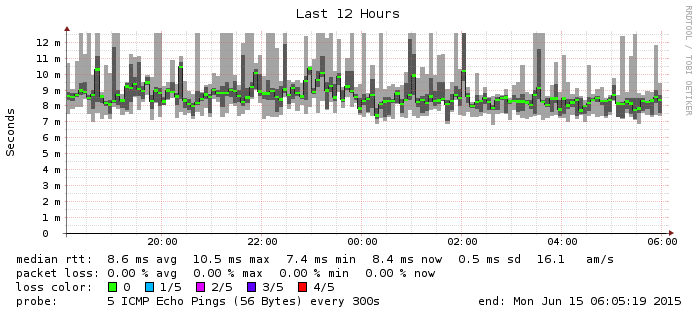 Last 12 Hours
RRDTOOL / TOBI OETIKER
Seconds
12 m
11 m
10 m
9 m
8 m
7 m
6 m
5 m
4 m
3 m
2 m
1 m
0
20:00 22:00 00:00 02:00 04:00 06:00
median rtt: 8.6 ms avg 10.5 ms max 7.4 ms min 8.4 ms now 0.5 ms sd 16.1 am/s
packet loss: 0.00 % avg 0.00 % max 0.00 % min 0.00 % now
loss color: 0 1/5 2/5 3/5 4/5
probe: 5 ICMP Echo Pings (56 Bytes) every 300s end: Mon Jun 15 06:05:19 2015